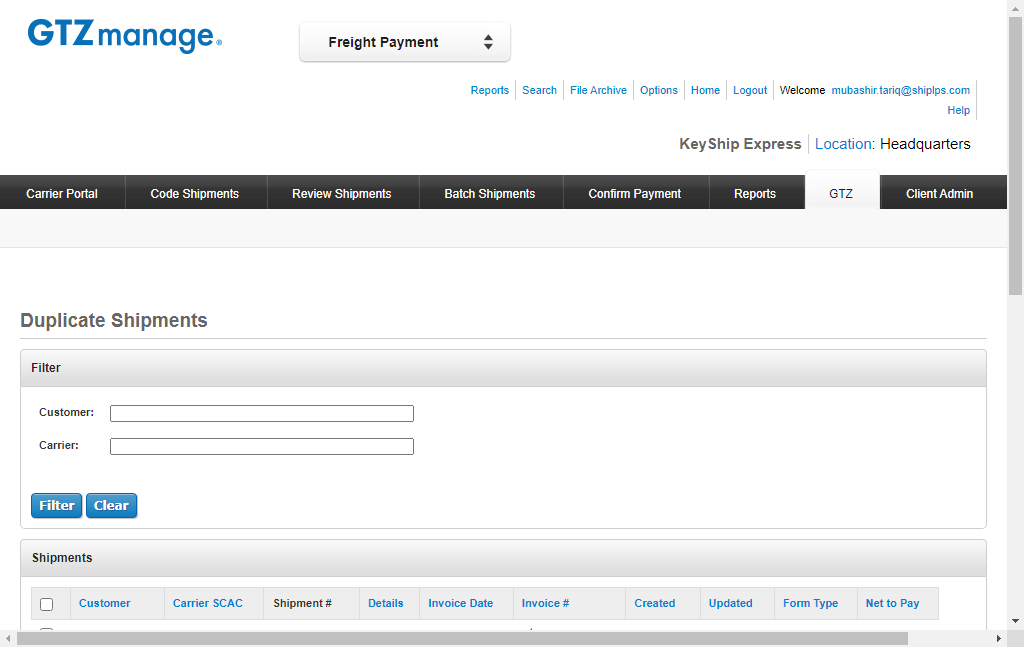 GTZmanage®
Freight Payment
Reports Search File Archive Options Home Logout Welcome mubashir.tariq@shiplps.com
Help
KeyShip Express Location: Headquarters
Carrier Portal Code Shipments Review Shipments Batch Shipments Confirm Payment Reports GTZ Client Admin
Duplicate Shipments
Filter
Customer:
Carrier:
Filter Clear
Shipments
Customer Carrier SCAC Shipment # Details Invoice Date Invoice # Created Updated Form Type Net to Pay